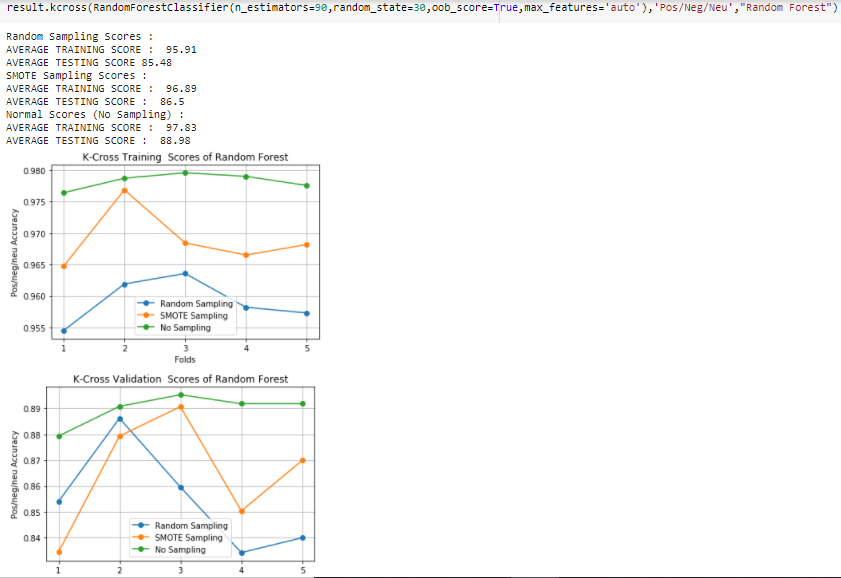 result.kcross(RandomForestClassifier(n_estimators=90,random_state=30,oob_score=True,max_features='auto'),'Pos/Neg/Neu',"Random Forest")
Random Sampling Scores :
AVERAGE TRAINING SCORE :  95.91
AVERAGE TESTING SCORE 85.48
SMOTE Sampling Scores :
AVERAGE TRAINING SCORE :  96.89
AVERAGE TESTING SCORE :  86.5
Normal Scores (No Sampling) :
AVERAGE TRAINING SCORE :  97.83
AVERAGE TESTING SCORE :  88.98
K-Cross Training  Scores of Random Forest
Pos/neg/neu Accuracy
0.980
0.975
0.970
0.965
0.960
0.955
Random Sampling
SMOTE Sampling
No Sampling
1 2 3 4 5
Folds
K-Cross Validation  Scores of Random Forest
Pos/neg/neu Accuracy
0.89
0.88
0.87
0.86
0.85
0.84
Random Sampling
SMOTE Sampling
No Sampling
1 2 3 4 5